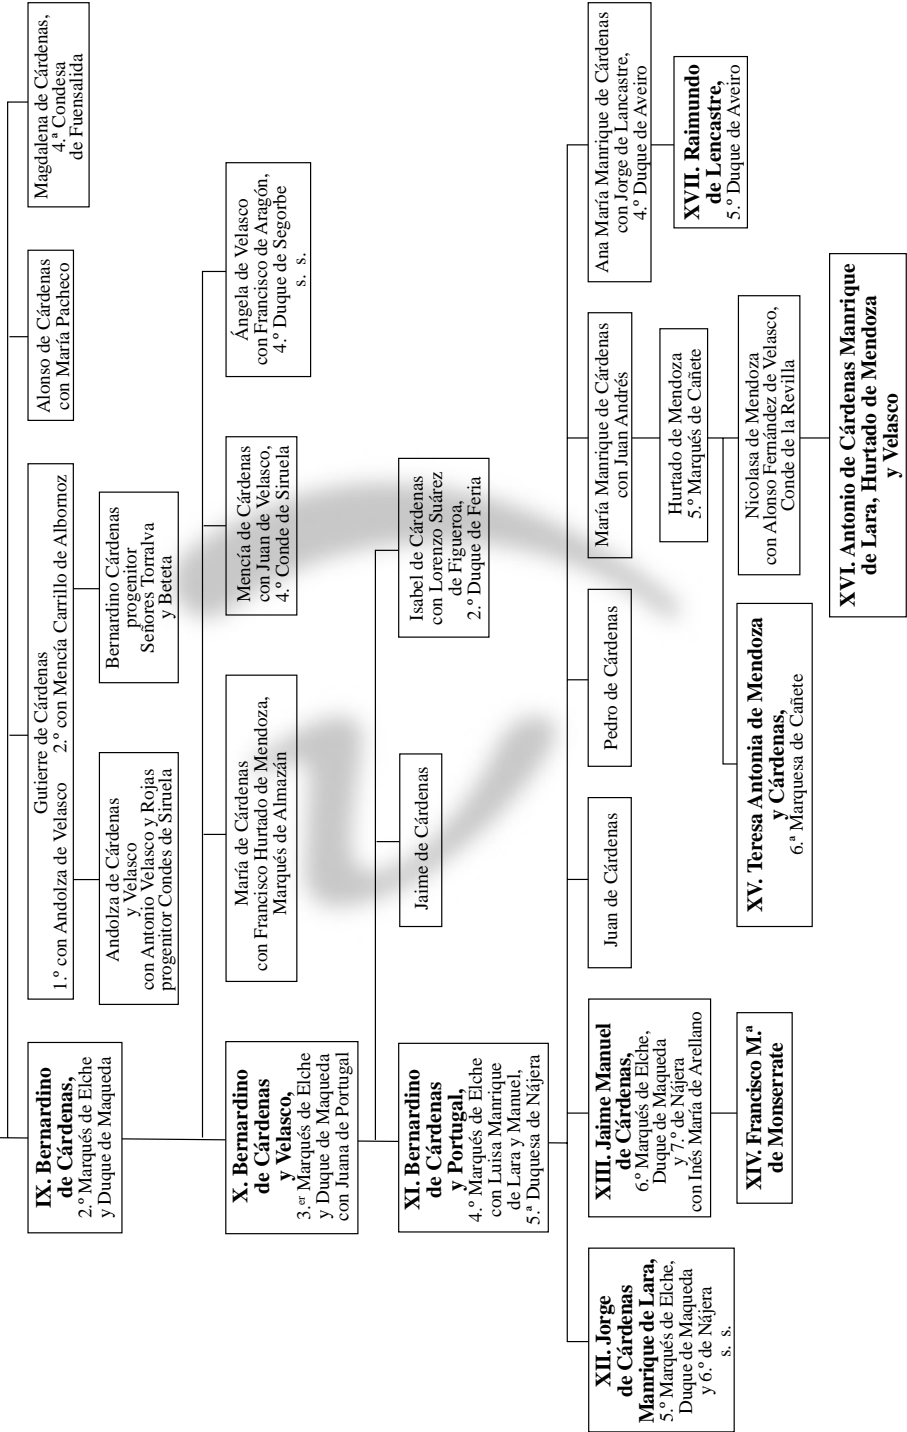 IX. Bernardino
de Cárdenas,
2.º Marqués de Elche
y Duque de Maqueda
Gutierre de Cárdenas
1.º con Andolza de Velasco 2.º con Mencía Carrillo de Albornoz
Alonso de Cárdenas
con María Pacheco
Magdalena de Cárdenas,
4.ª Condesa
de Fuensalida
Andolza de Cárdenas
y Velasco
con Antonio Velasco y Rojas
progenitor Condes de Siruela
Bernardino Cárdenas
progenitor
Señores Torralva
y Beteta
X. Bernardino
de Cárdenas
y Velasco,
3.er Marqués de Elche
y Duque de Maqueda
con Juana de Portugal
María de Cárdenas
con Francisco Hurtado de Mendoza,
Marqués de Almazán
Mencía de Cárdenas
con Juan de Velasco,
4.º Conde de Siruela
Ángela de Velasco
con Francisco de Aragón,
4.º Duque de Segorbe
s. s.
XI. Bernardino
de Cárdenas
y Portugal,
4.º Marqués de Elche
con Luisa Manrique
de Lara y Manuel,
5.ª Duquesa de Nájera
Jaime de Cárdenas
Isabel de Cárdenas
con Lorenzo Suárez
de Figueroa,
2.º Duque de Feria
XII. Jorge
de Cárdenas
Manrique de Lara,
5.º Marqués de Elche,
Duque de Maqueda
y 6.º de Nájera
s. s.
XIII. Jaime Manuel
de Cárdenas,
6.º Marqués de Elche,
Duque de Maqueda
y 7.º de Nájera
con Inés María de Arellano
Juan de Cárdenas
Pedro de Cárdenas
María Manrique de Cárdenas
con Juan Andrés
Ana María Manrique de Cárdenas
con Jorge de Lancastre,
4.º Duque de Aveiro
Hurtado de Mendoza
5.º Marqués de Cañete
XVII. Raimundo
de Lencastre,
5.º Duque de Aveiro
XIV. Francisco M.ª
de Monserrate
XV. Teresa Antonia de Mendoza
y Cárdenas,
6.ª Marquesa de Cañete
Nicolasa de Mendoza
con Alonso Fernández de Velasco,
Conde de la Revilla
XVI. Antonio de Cárdenas Manrique
de Lara, Hurtado de Mendoza
y Velasco